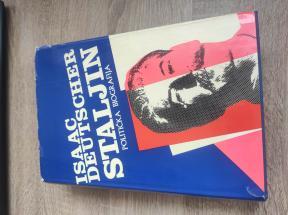 ISAAC
DEUTSCHER
STALJIN
POLITIČKA BIOGRAFIJA